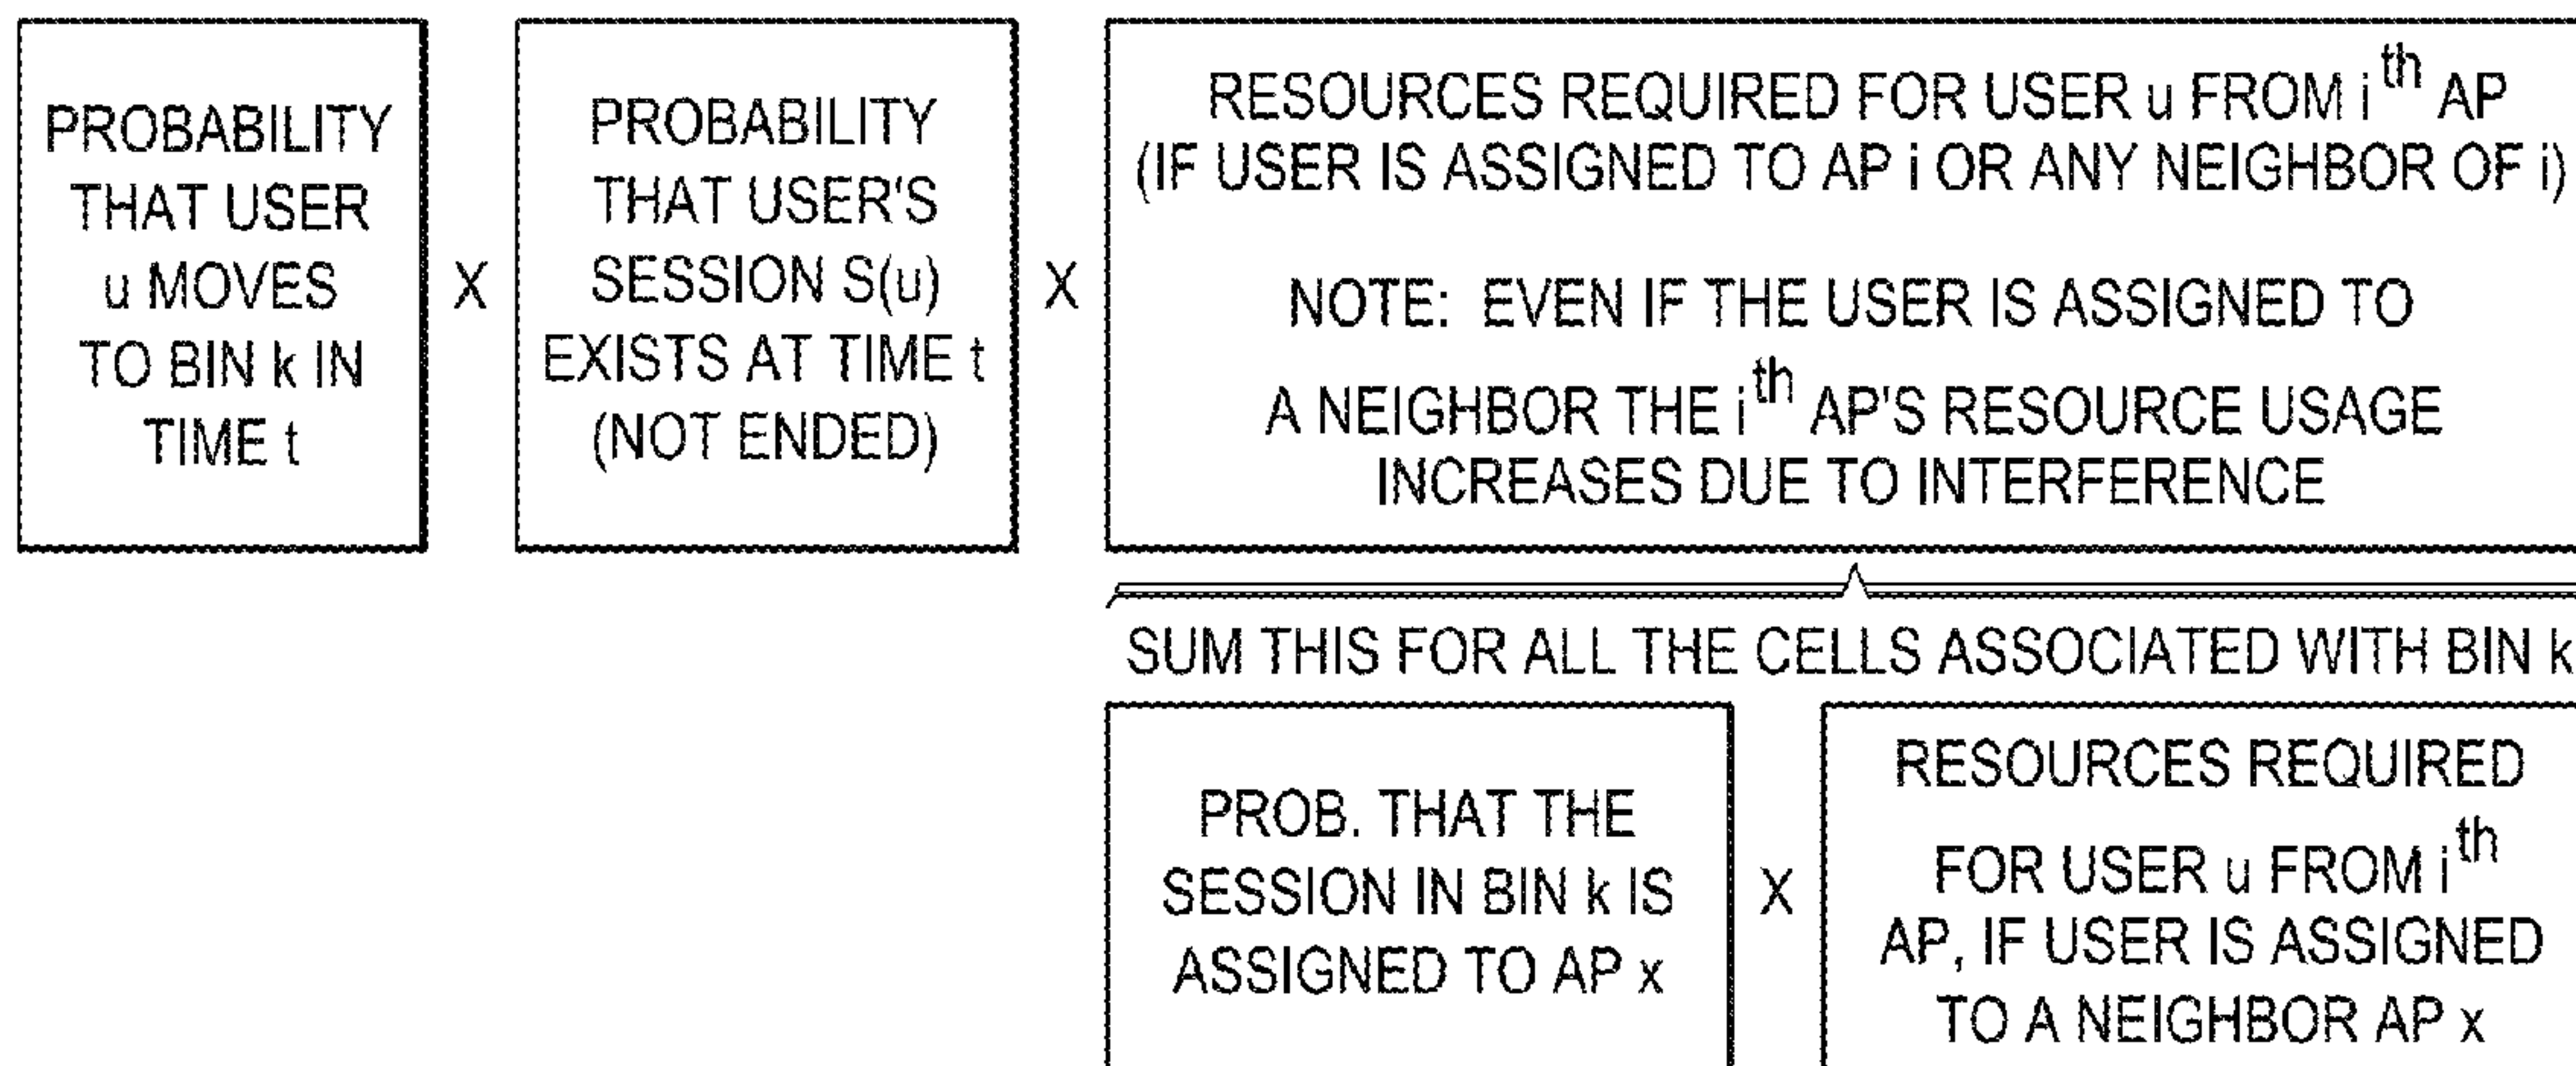 PROBABILITY
THAT USER
u MOVES
TO BIN k IN
TIME t
X
PROBABILITY
THAT USER'S
SESSION S(u)
EXISTS AT TIME t
(NOT ENDED)
X
RESOURCES REQUIRED FOR USER u FROM i th AP
(IF USER IS ASSIGNED TO AP i OR ANY NEIGHBOR OF i)
NOTE: EVEN IF THE USER IS ASSIGNED TO
A NEIGHBOR THE i th AP'S RESOURCE USAGE
INCREASES DUE TO INTERFERENCE
SUM THIS FOR ALL THE CELLS ASSOCIATED WITH BIN k
PROB. THAT THE
SESSION IN BIN k IS
ASSIGNED TO AP x
X
RESOURCES REQUIRED
FOR USER u FROM i th
AP, IF USER IS ASSIGNED
TO A NEIGHBOR AP x